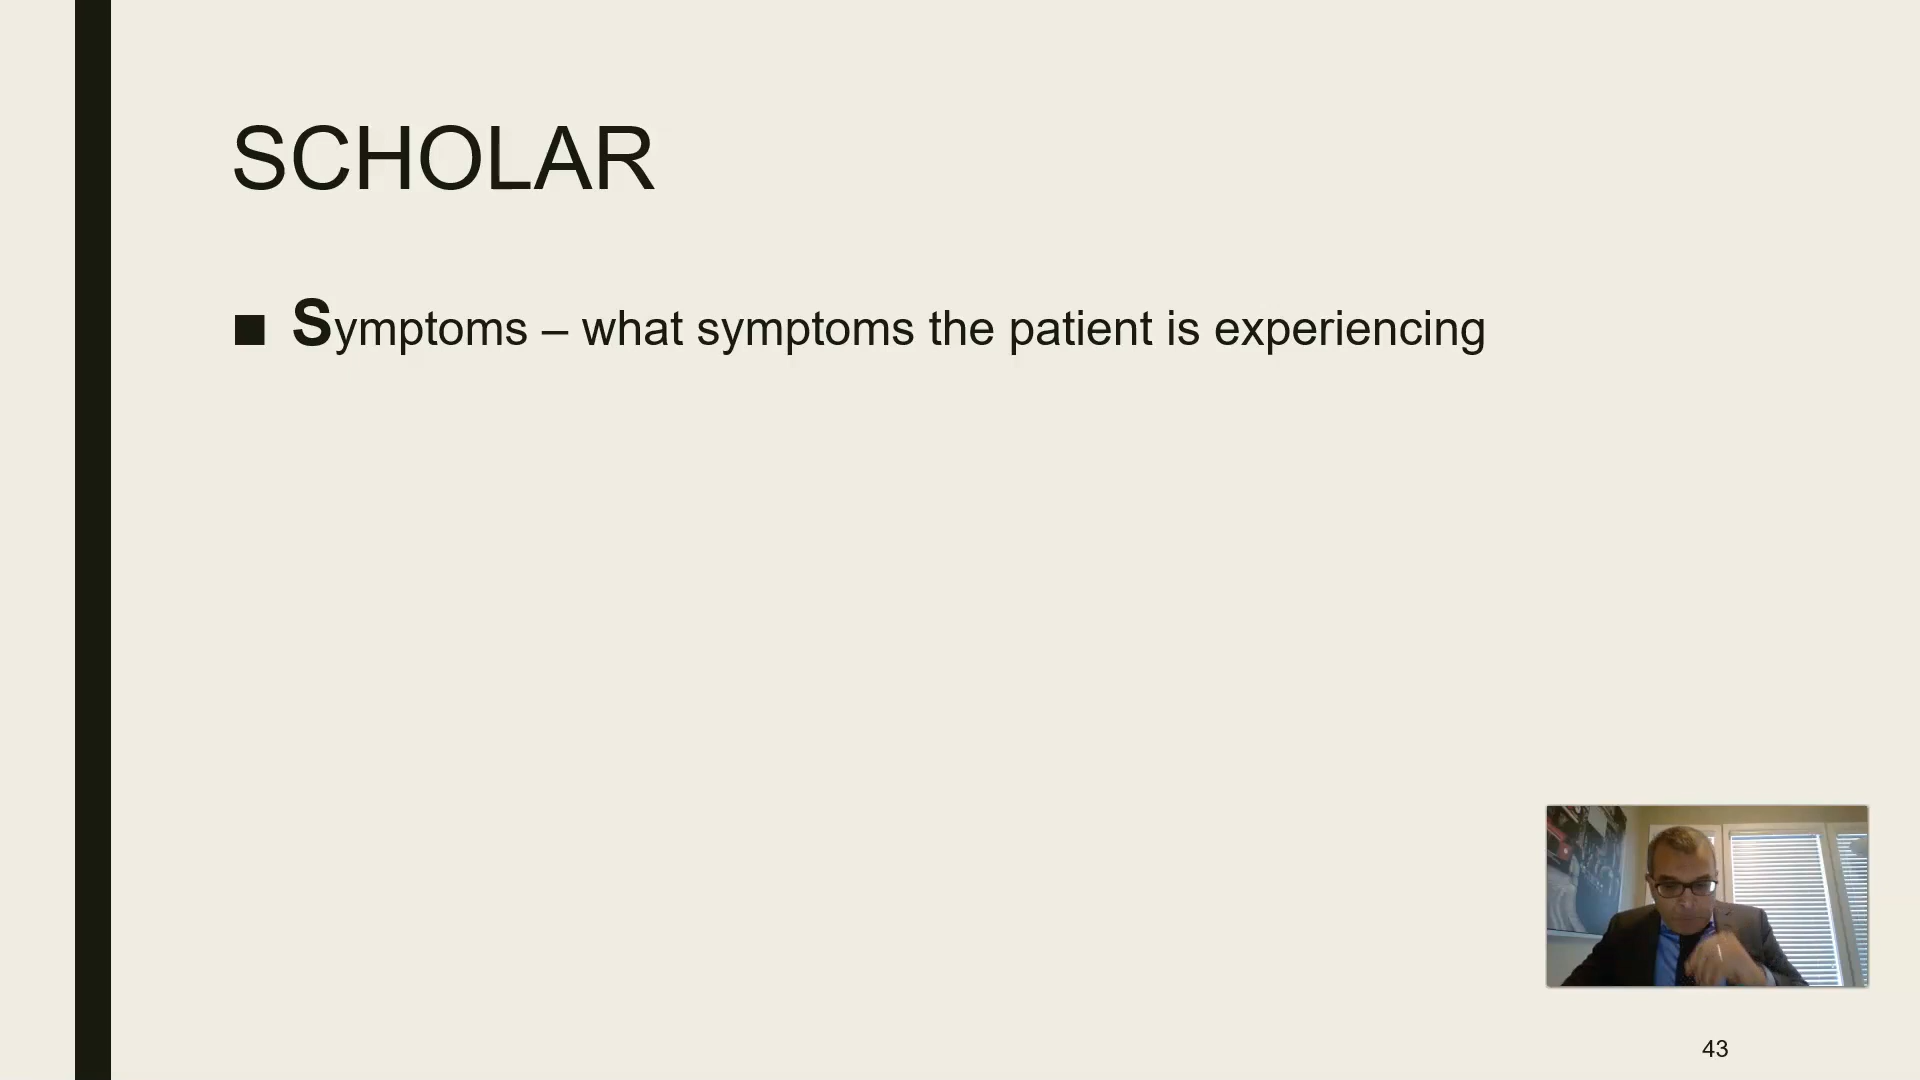 SCHOLAR
■ Symptoms – what symptoms the patient is experiencing
43